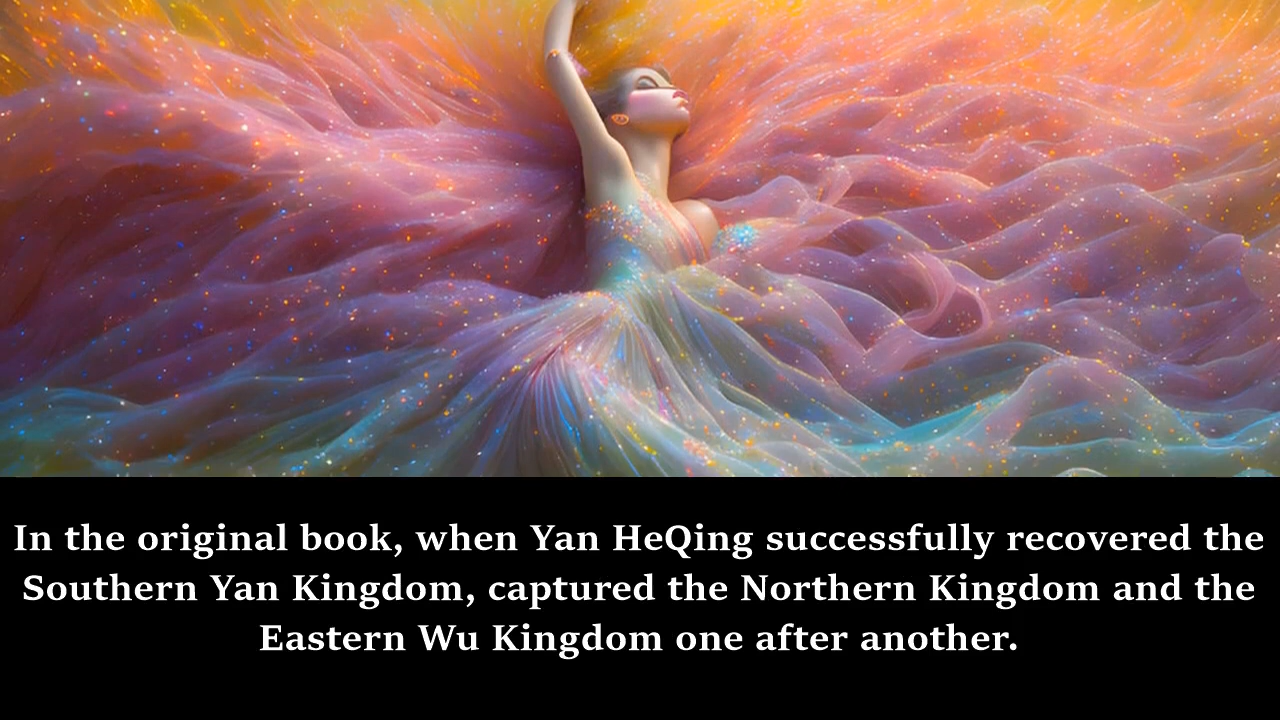 In the original book, when Yan HeQing successfully recovered the
Southern Yan Kingdom, captured the Northern Kingdom and the
Eastern Wu Kingdom one after another.